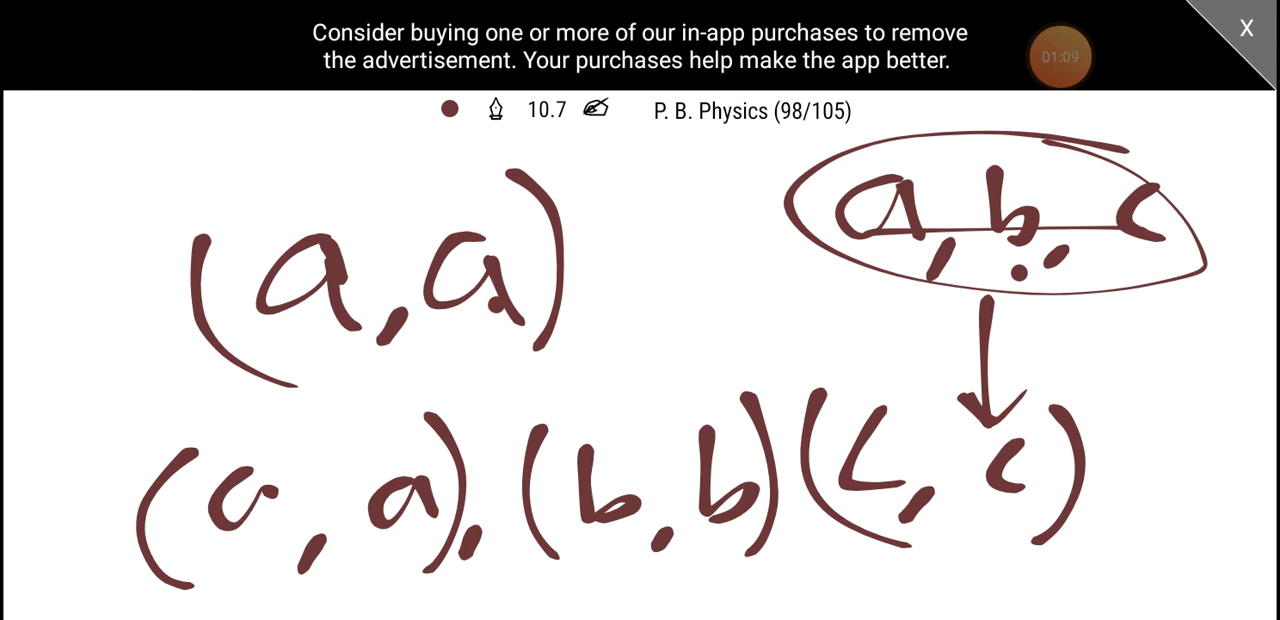 Consider buying one or more of our in-app purchases to remove
the advertisement. Your purchases help make the app better.
X
01:09
10.7
P. B. Physics (98/105)
a, b, c
(a, a)
(a, a), (b, b) (c, c)